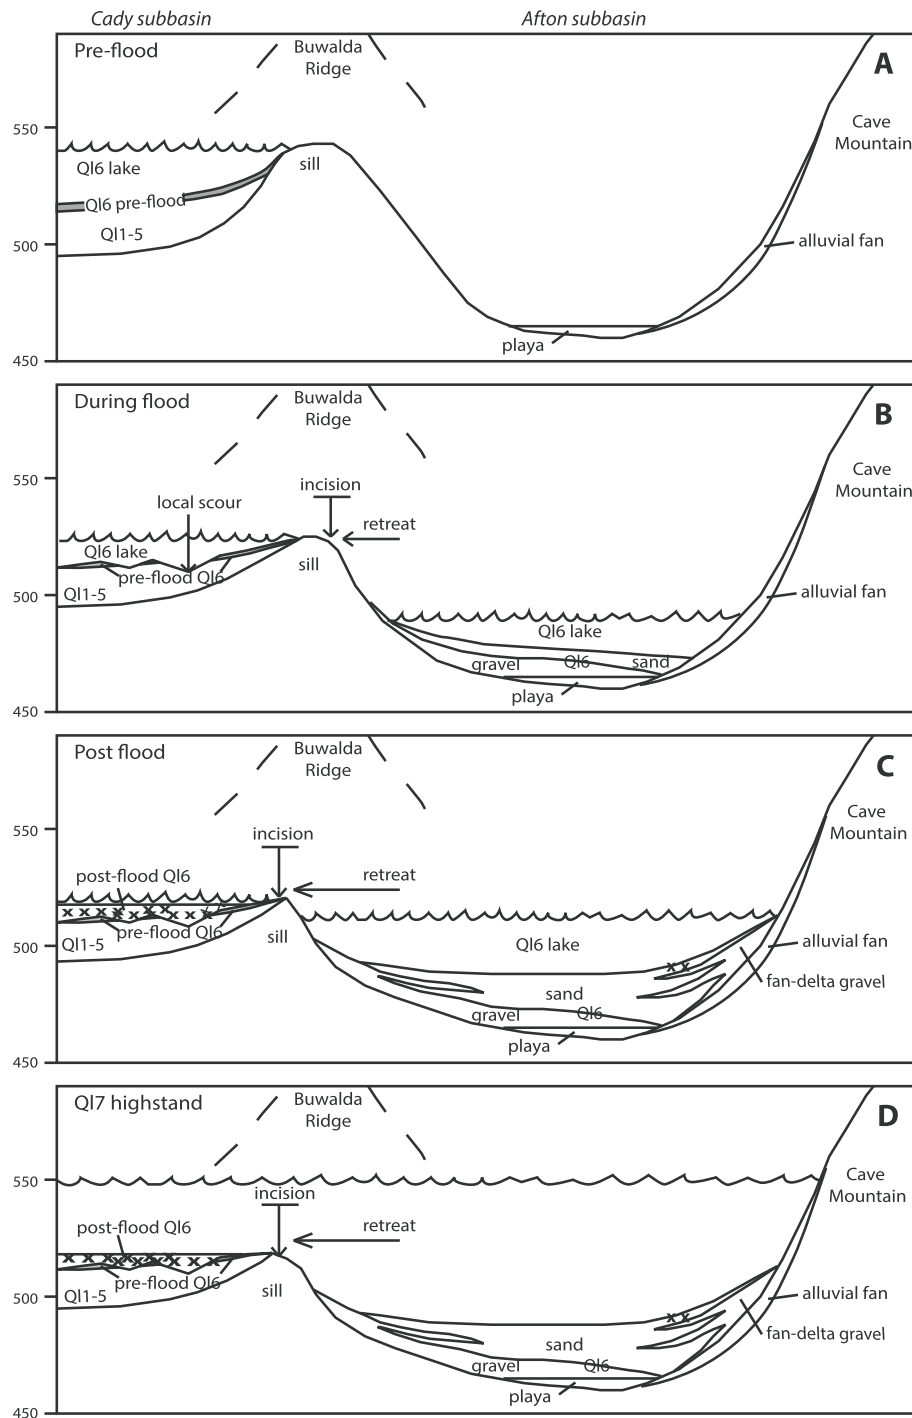 Cady subbasin
Afton subbasin
Pre-flood
Buwalda
Ridge
A
Cave
Mountain
550
Ql6 lake
sill
Ql6 pre-flood
Ql1-5
500
alluvial fan
playa
450
During flood
Buwalda
Ridge
B
Cave
Mountain
550
incision
local scour
retreat
Ql6 lake
sill
pre-flood Ql6
Ql1-5
500
alluvial fan
Ql6 lake
gravel
Ql6
sand
playa
450
Post flood
Buwalda
Ridge
C
Cave
Mountain
550
incision
post-flood Ql6
retreat
x x x x x x x x x x
pre-flood Ql6
Ql1-5
500
sill
Ql6 lake
alluvial fan
x x
fan-delta gravel
sand
gravel
Ql6
playa
450
Ql7 highstand
Buwalda
Ridge
D
Cave
Mountain
550
incision
post-flood Ql6
retreat
x x x x x x x x x x
pre-flood Ql6
Ql1-5
500
sill
alluvial fan
x x
fan-delta gravel
sand
gravel
Ql6
playa
450